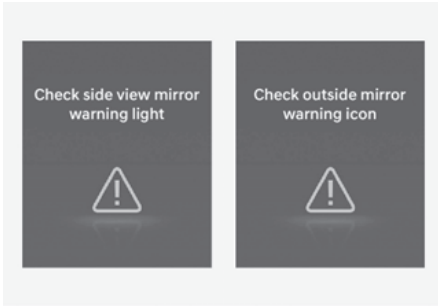 Check side view mirror
warning light
Check outside mirror
warning icon